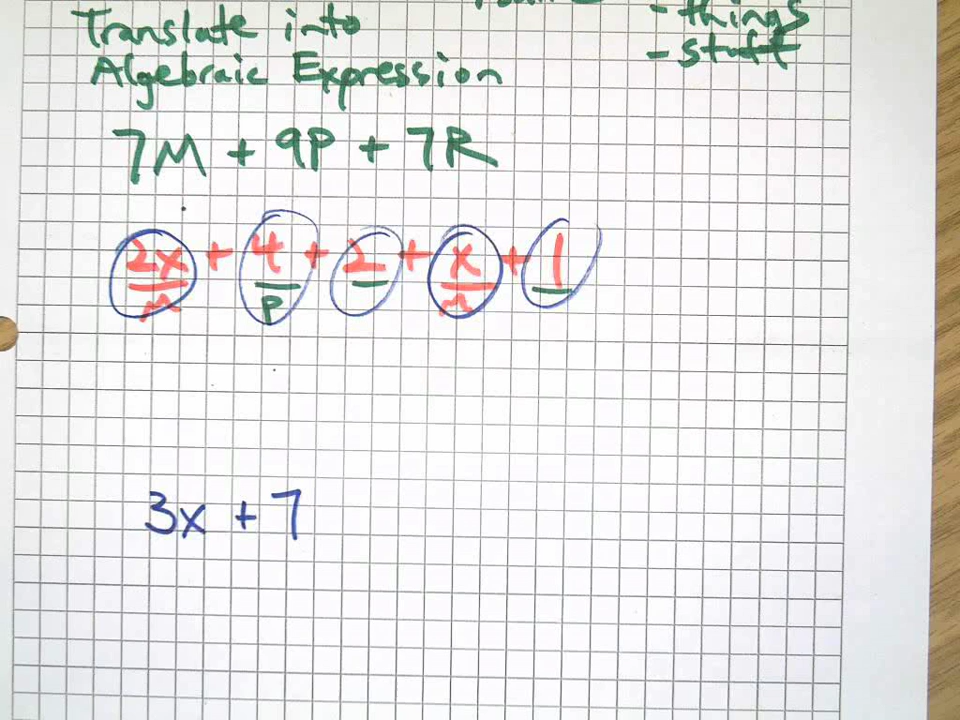 - things
Translate into
- stuff
Algebraic Expression
7M + 9P + 7R
2x + 4 + 2 + x + 1
M P M
3x + 7